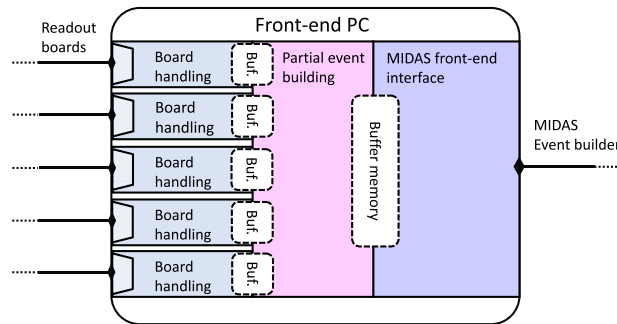 Front-end PC
Readout
boards
Board
handling
Buf.
Partial event
building
MIDAS front-end
interface
Board
handling
Buf.
Buffer memory
MIDAS
Event builder
Board
handling
Buf.
Board
handling
Buf.
Board
handling
Buf.